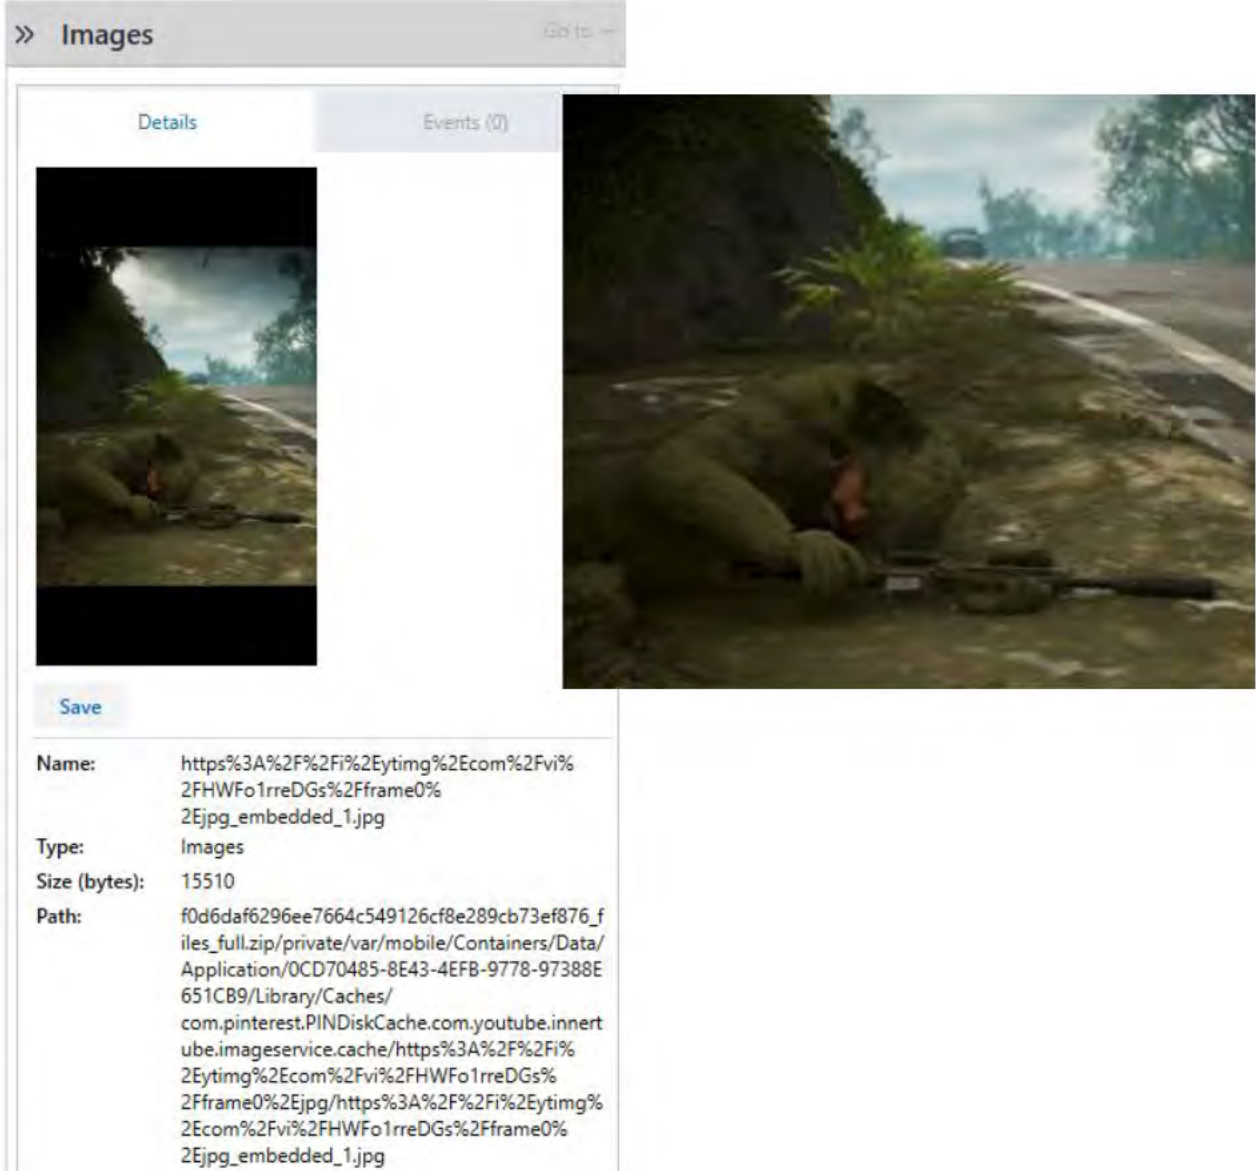 Images
Go to
Details
Events (0)
Save
Name: https%3A%2F%2Fi%2Eytimg%2Ecom%2Fvi%
2FHWFo1rreDGs%2Fframe0%
2Ejpg_embedded_1.jpg
Type: Images
Size (bytes): 15510
Path: f0d6daf6296ee7664c549126cf8e289cb73ef876_f
iles_full.zip/private/var/mobile/Containers/Data/
Application/0CD70485-8E43-4EFB-9778-97388E
651CB9/Library/Caches/
com.pinterest.PINDiskCache.com.youtube.innert
ube.imageservice.cache/https%3A%2F%2Fi%
2Eytimg%2Ecom%2Fvi%2FHWFo1rreDGs%
2Fframe0%2Ejpg/https%3A%2F%2Fi%2Eytimg%
2Ecom%2Fvi%2FHWFo1rreDGs%2Fframe0%
2Ejpg_embedded_1.jpg